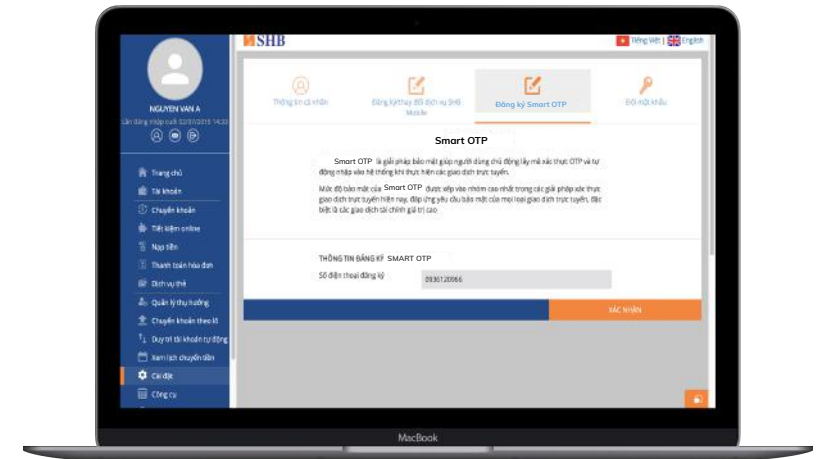 SHB
Tiếng Việt | English
NGUYEN VAN A
Thông tin cá nhân
Đăng ký/thay đổi dịch vụ SHB
Mobile
Đăng ký Smart OTP
Đổi mật khẩu
Smart OTP
Smart OTP là giải pháp bảo mật giúp người dùng chủ động lấy mã xác thực OTP và tự
động nhập vào hệ thống khi thực hiện các giao dịch trực tuyến.
Mức độ bảo mật của Smart OTP được xếp vào nhóm cao nhất trong các giải pháp xác thực
giao dịch trực tuyến hiện nay, đáp ứng yêu cầu bảo mật của mọi loại giao dịch trực tuyến, đặc
biệt là các giao dịch tài chính giá trị cao
THÔNG TIN ĐĂNG KÝ SMART OTP
Số điện thoại đăng ký
0936120966
XÁC NHẬN
Trang chủ
Tài khoản
Chuyển khoản
Tiết kiệm online
Nạp tiền
Thanh toán hóa đơn
Dịch vụ thẻ
Quản lý thụ hưởng
Chuyển khoản theo lô
Duy trì tài khoản tự động
Xem lịch chuyển tiền
Cài đặt
Công cụ
MacBook